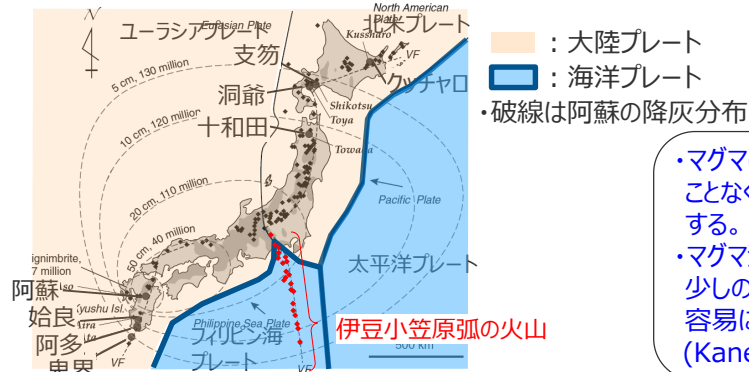 North American
Plate
Eurasian Plate
ユーラシアプレート
北米プレート
Kussharo
VF
支笏
クッチャロ
洞爺
Shikotsu
Toya
十和田
Towada
5 cm, 130 million
10 cm, 120 million
20 cm, 110 million
50 cm, 40 million
Pacific Plate
太平洋プレート
ignimbrite,
7 million
阿蘇
姶良
Kyushu Isl.
阿多
鬼界
VF
Philippine Sea Plate
フィリピン海
プレート
VF
伊豆小笠原弧の火山
500 km
: 大陸プレート
: 海洋プレート
・破線は阿蘇の降灰分布
・マグマ
ことなく
する。
・マグマ
少しの
容易に
(Kane